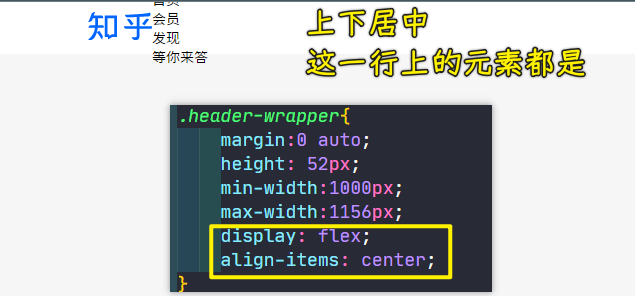 首页
知乎
会员
发现
等你来答
上下居中
这一行上的元素都是
.header-wrapper{
margin:0 auto;
height: 52px;
min-width:1000px;
max-width:1156px;
display: flex;
align-items: center;
}